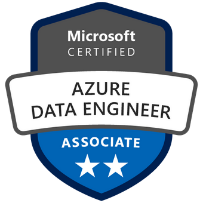 Microsoft
CERTIFIED
AZURE
DATA ENGINEER
ASSOCIATE